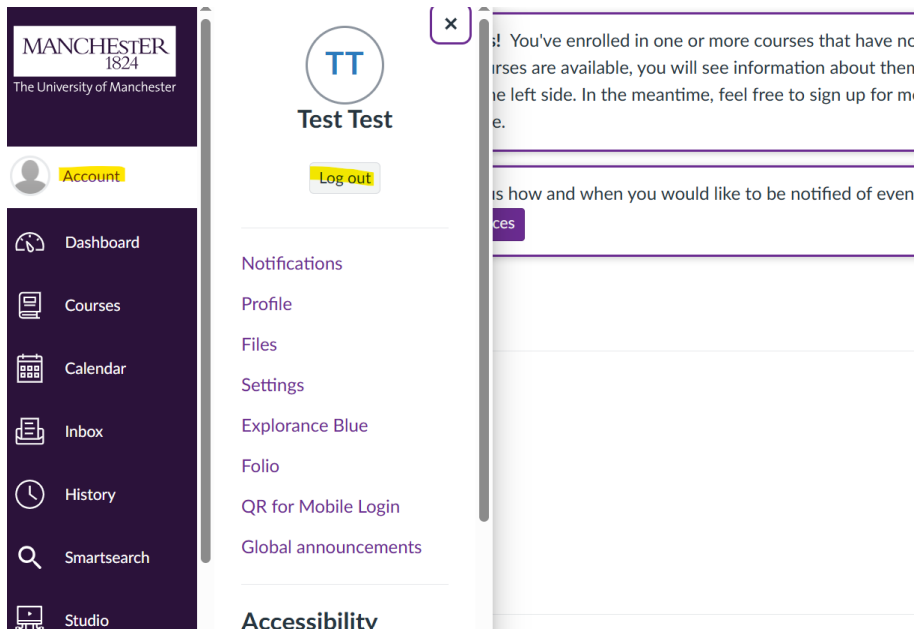 MANCHESTER
1824
The University of Manchester
Account
Dashboard
Courses
Calendar
Inbox
History
Smartsearch
Studio
×
TT
Test Test
Log out
Notifications
Profile
Files
Settings
Explorance Blue
Folio
QR for Mobile Login
Global announcements
Accessibility
s! You've enrolled in one or more courses that have no
urses are available, you will see information about them
ne left side. In the meantime, feel free to sign up for mo
e.
us how and when you would like to be notified of even
ces